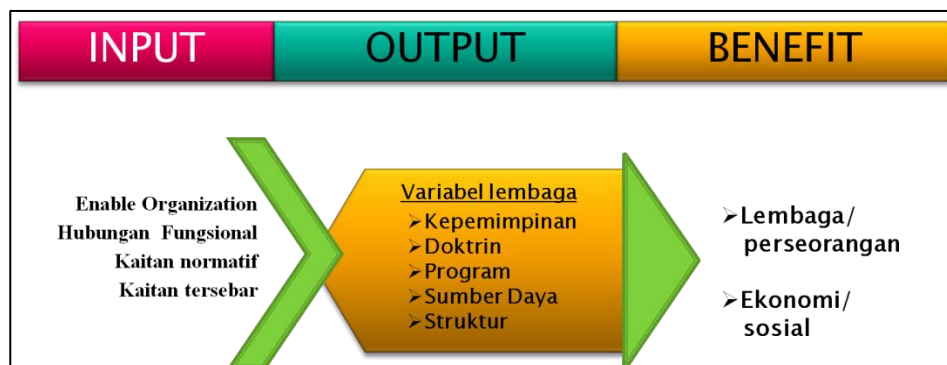 INPUT
OUTPUT
BENEFIT
Enable Organization
Hubungan Fungsional
Kaitan normatif
Kaitan tersebar
Variabel lembaga
➢Kepemimpinan
➢Doktrin
➢Program
➢Sumber Daya
➢Struktur
➢Lembaga/
perseorangan
➢Ekonomi/
sosial